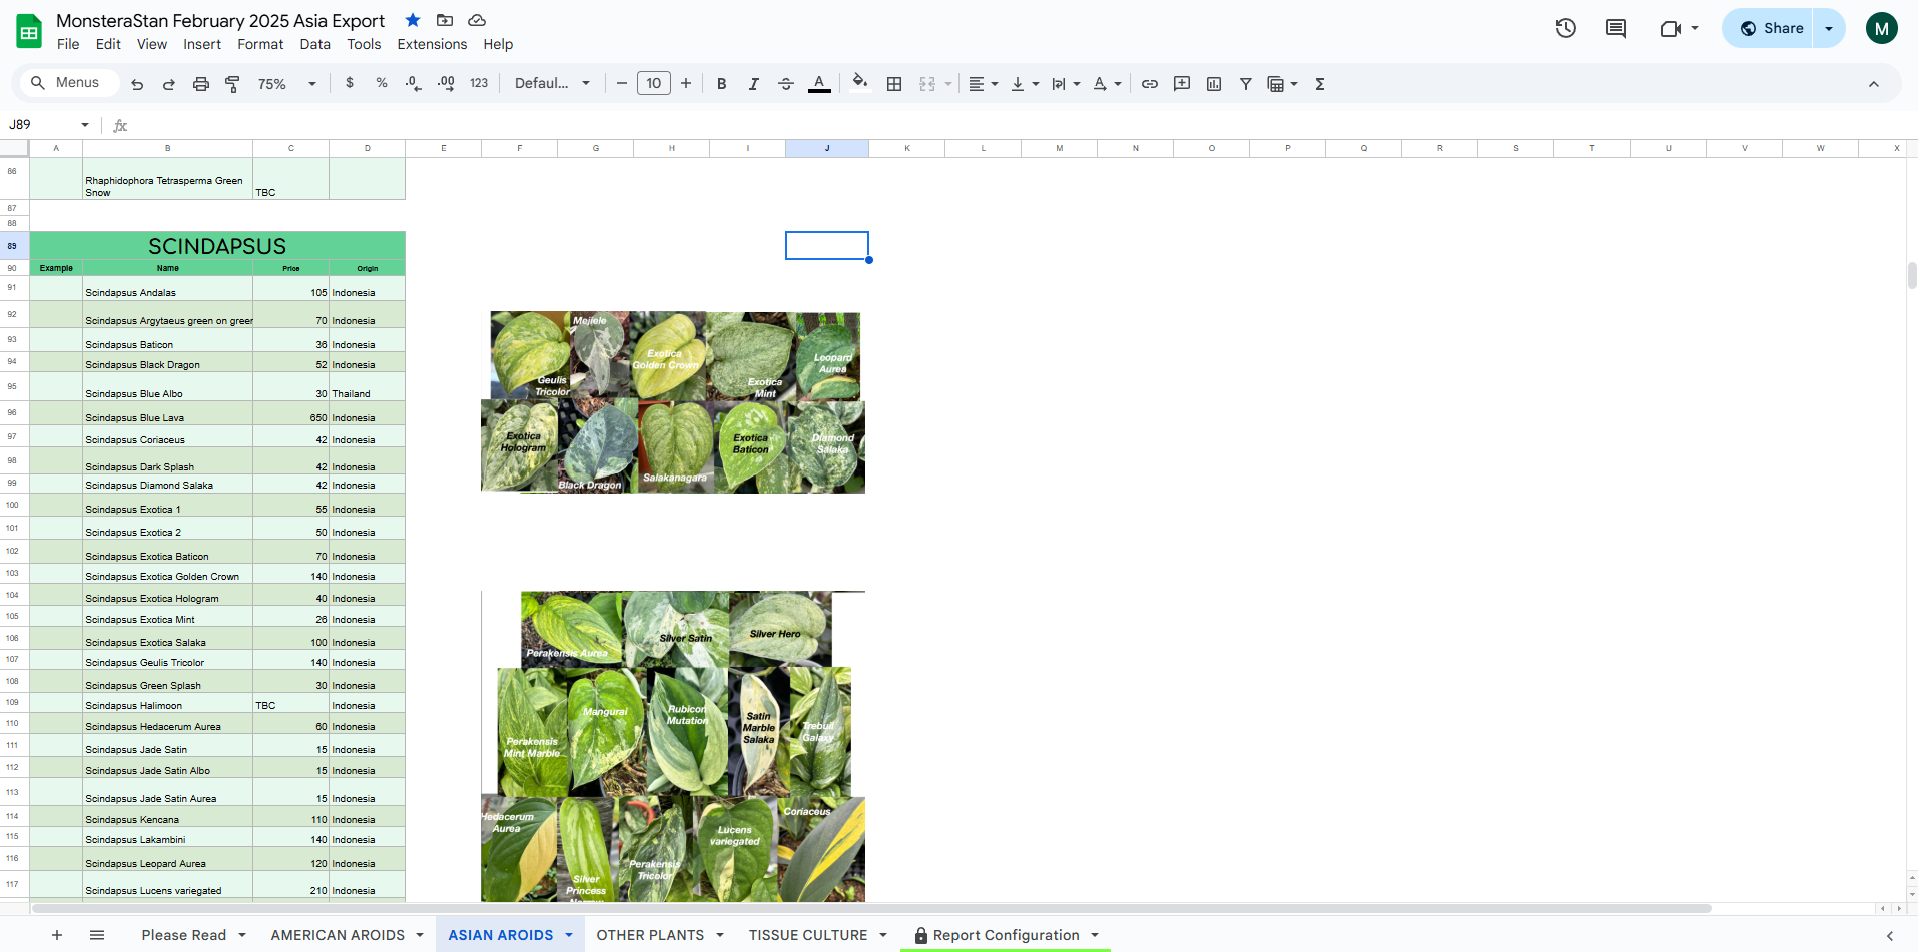 MonsteraStan February 2025 Asia Export
File Edit View Insert Format Data Tools Extensions Help
Share
M
Menus 75% $ % .0 .00 123 Defaul... 10 B I S A Σ
J89 fx
A B C D E F G H I J K L M N O P Q R S T U V W X
86 Rhaphidophora Tetrasperma Green
Snow TBC
87
88
89 SCINDAPSUS
90 Example Name Price Origin
91 Scindapsus Andalas 105 Indonesia
92 Scindapsus Argytaeus green on green 70 Indonesia
93 Scindapsus Baticon 36 Indonesia
94 Scindapsus Black Dragon 52 Indonesia
95 Scindapsus Blue Albo 30 Thailand
96 Scindapsus Blue Lava 650 Indonesia
97 Scindapsus Coriaceus 42 Indonesia
98 Scindapsus Dark Splash 42 Indonesia
99 Scindapsus Diamond Salaka 42 Indonesia
100 Scindapsus Exotica 1 55 Indonesia
101 Scindapsus Exotica 2 50 Indonesia
102 Scindapsus Exotica Baticon 70 Indonesia
103 Scindapsus Exotica Golden Crown 140 Indonesia
104 Scindapsus Exotica Hologram 40 Indonesia
105 Scindapsus Exotica Mint 26 Indonesia
106 Scindapsus Exotica Salaka 100 Indonesia
107 Scindapsus Geulis Tricolor 140 Indonesia
108 Scindapsus Green Splash 30 Indonesia
109 Scindapsus Halimoon TBC Indonesia
110 Scindapsus Hedacerum Aurea 60 Indonesia
111 Scindapsus Jade Satin 15 Indonesia
112 Scindapsus Jade Satin Albo 15 Indonesia
113 Scindapsus Jade Satin Aurea 15 Indonesia
114 Scindapsus Kencana 110 Indonesia
115 Scindapsus Lakambini 140 Indonesia
116 Scindapsus Leopard Aurea 120 Indonesia
117 Scindapsus Lucens variegated 210 Indonesia
Geulis
Tricolor
Mejiele
Exotica
Golden Crown
Exotica
Mint
Leopard
Aurea
Exotica
Hologram
Black Dragon
Salakanagara
Exotica
Baticon
Diamond
Salaka
Perakensis Aurea
Silver Satin
Silver Hero
Perakensis
Mint Marble
Mangurai
Rubicon
Mutation
Satin
Marble
Salaka
Trebuil
Galaxy
Hedacerum
Aurea
Silver
Princess
Narrow
Perakensis
Tricolor
Lucens
variegated
Coriaceus
Please Read AMERICAN AROIDS ASIAN AROIDS OTHER PLANTS TISSUE CULTURE Report Configuration